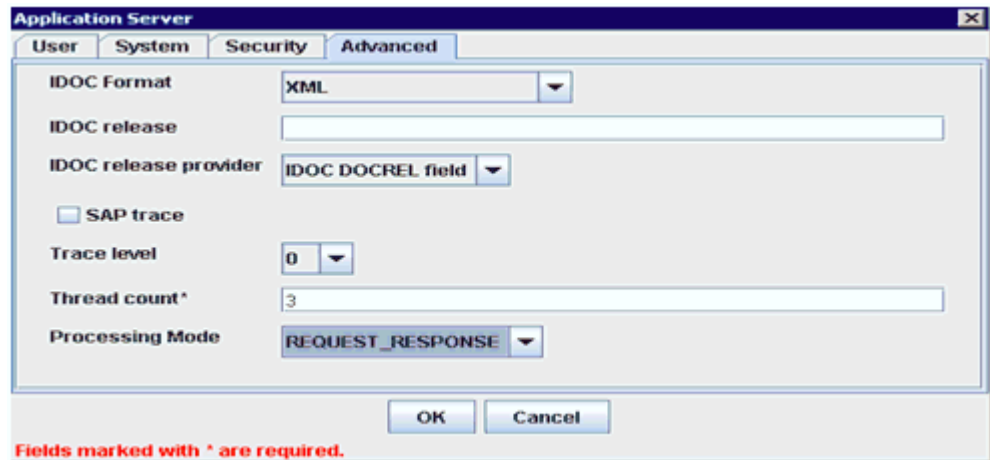 Application Server
User System Security Advanced
IDOC Format XML
IDOC release
IDOC release provider IDOC DOCREL field
SAP trace
Trace level 0
Thread count* 3
Processing Mode REQUEST_RESPONSE
OK Cancel
Fields marked with * are required.